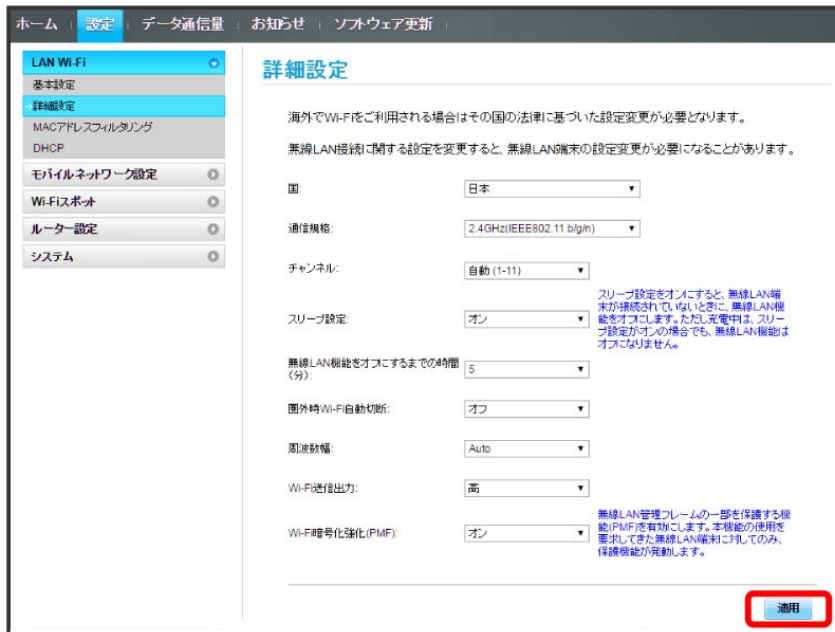 ホーム 設定 データ通信量 お知らせ ソフトウェア更新
LAN Wi-Fi
基本設定
詳細設定
MACアドレスフィルタリング
DHCP
モバイルネットワーク設定
Wi-Fiスポット
ルーター設定
システム
詳細設定
海外でWi-Fiをご利用される場合はその国の法律に基づいた設定変更が必要となります。
無線LAN接続に関する設定を変更すると、無線LAN端末の設定変更が必要になることがあります。
国: 日本
通信規格: 2.4GHz(IEEE802.11 b/g/n)
チャンネル: 自動 (1-11)
スリープ設定: オン
スリープ設定をオンにすると、無線LAN端
末が接続されていないときに、無線LAN機
能をオフにします。ただし充電中は、スリー
プ設定がオンの場合でも、無線LAN機能は
オフになりません。
無線LAN機能をオフにするまでの時間
(分): 5
圏外時Wi-Fi自動切断: オフ
周波数幅: Auto
Wi-Fi送信出力: 高
Wi-Fi暗号化強化(PMF): オン
無線LAN管理フレームの一部を保護する機
能(PMF)を有効にします。本機能の使用を
要求してきた無線LAN端末に対してのみ、
保護機能が発動します。
適用